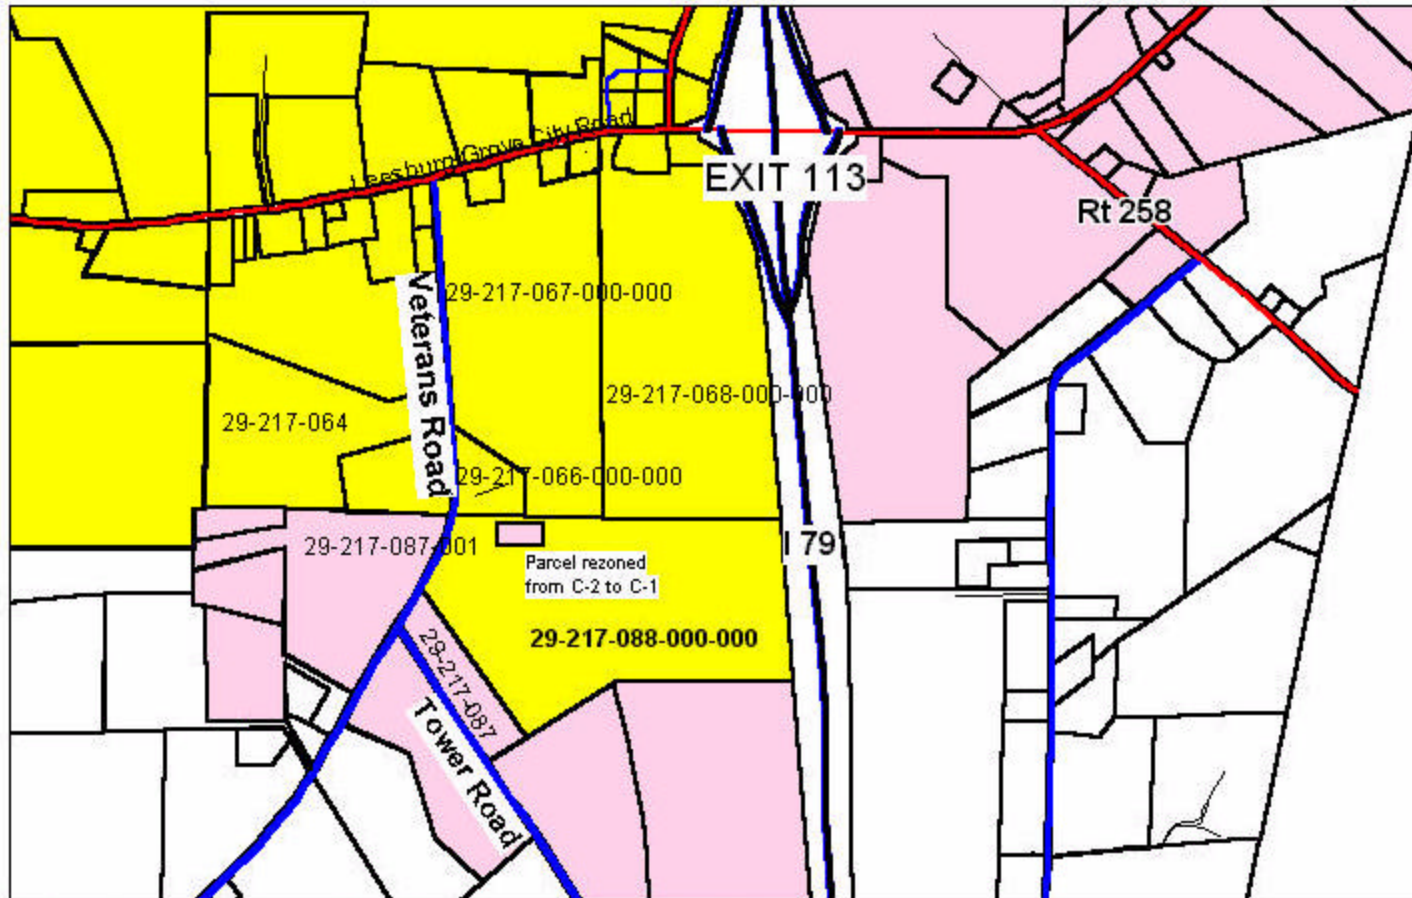 Leesburg Grove City Road
EXIT 113
Rt 258
29-217-067-000-000
Veterans Road
29-217-068-000-000
29-217-064
29-217-066-000-000
29-217-087-001
I 79
Parcel rezoned
from C-2 to C-1
29-217-088-000-000
29-217-087
Tower Road